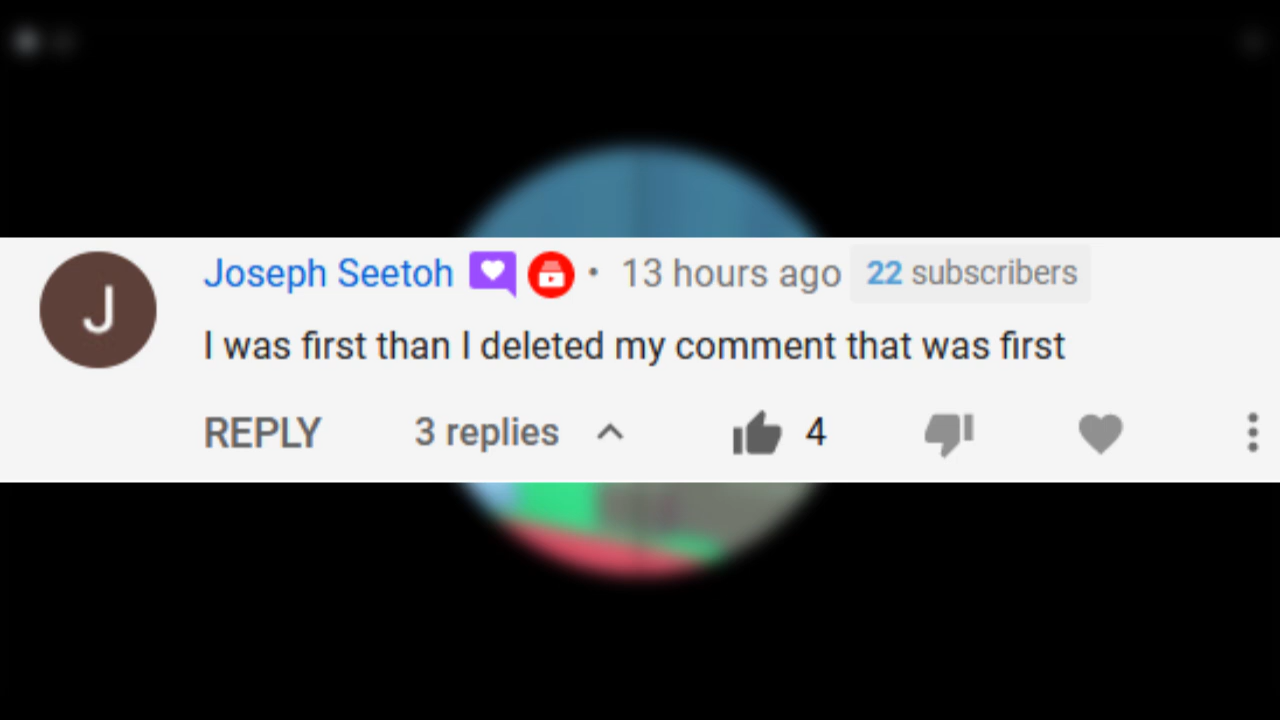 J
Joseph Seetoh • 13 hours ago 22 subscribers
I was first than I deleted my comment that was first
REPLY 3 replies 4